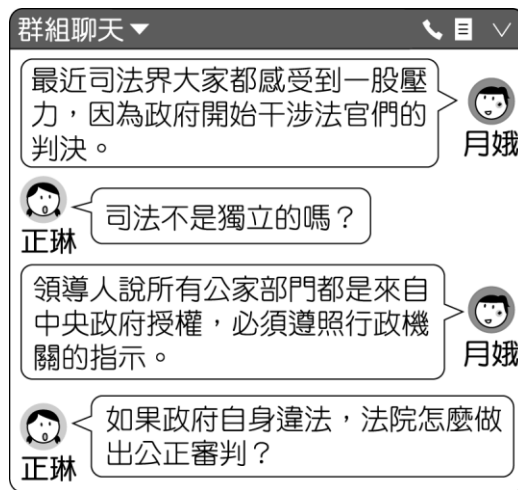 群組聊天
最近司法界大家都感受到一股壓
力，因為政府開始干涉法官們的
判決。
月娥
司法不是獨立的嗎？
正琳
領導人說所有公家部門都是來自
中央政府授權，必須遵照行政機
關的指示。
月娥
如果政府自身違法，法院怎麼做
出公正審判？
正琳